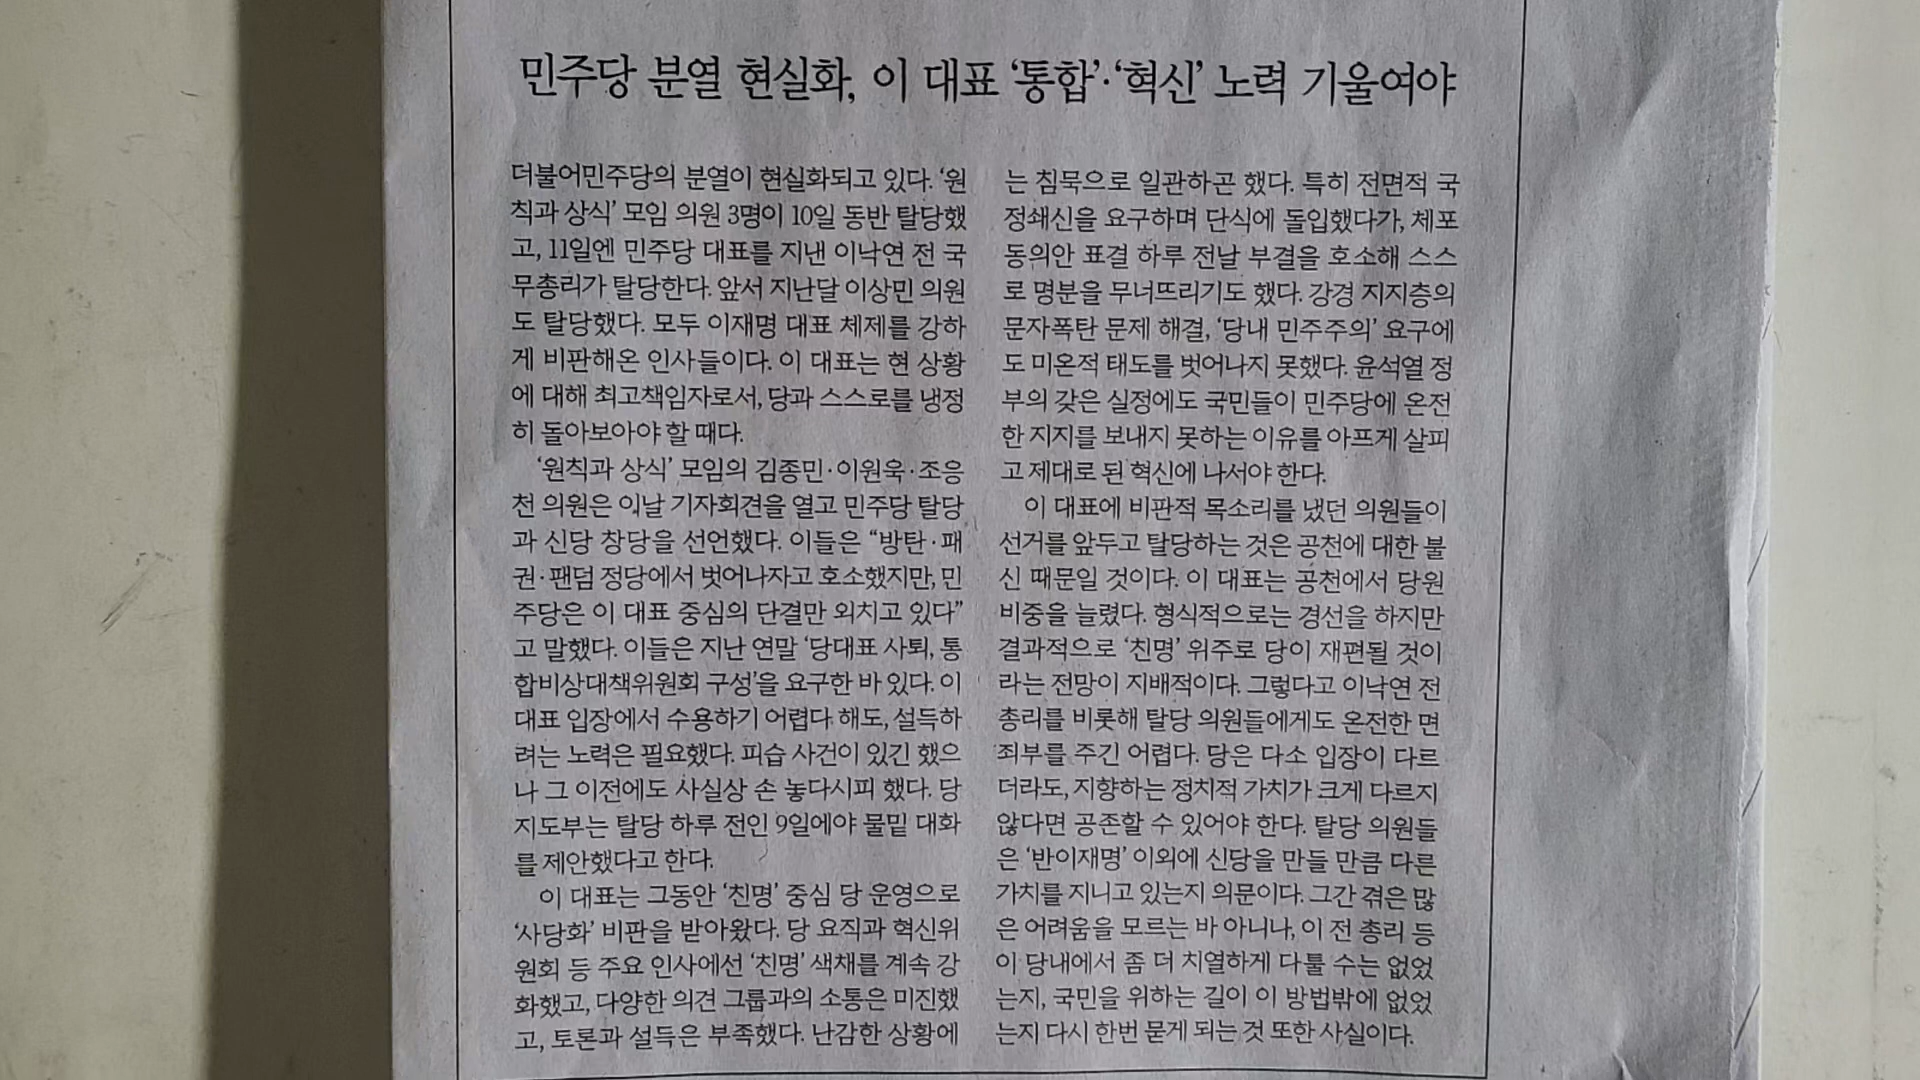 민주당 분열 현실화, 이 대표 ‘통합’·‘혁신’ 노력 기울여야
더불어민주당의 분열이 현실화되고 있다. ‘원
칙과 상식’ 모임 의원 3명이 10일 동반 탈당했
고, 11일엔 민주당 대표를 지낸 이낙연 전 국
무총리가 탈당한다. 앞서 지난달 이상민 의원
도 탈당했다. 모두 이재명 대표 체제를 강하
게 비판해온 인사들이다. 이 대표는 현 상황
에 대해 최고책임자로서, 당과 스스로를 냉정
히 돌아보아야 할 때다.
‘원칙과 상식’ 모임의 김종민·이원욱·조응
천 의원은 이날 기자회견을 열고 민주당 탈당
과 신당 창당을 선언했다. 이들은 “방탄·패
권·팬덤 정당에서 벗어나자고 호소했지만, 민
주당은 이 대표 중심의 단결만 외치고 있다”
고 말했다. 이들은 지난 연말 ‘당대표 사퇴, 통
합비상대책위원회 구성’을 요구한 바 있다. 이
대표 입장에서 수용하기 어렵다 해도, 설득하
려는 노력은 필요했다. 피습 사건이 있긴 했으
나 그 이전에도 사실상 손 놓다시피 했다. 당
지도부는 탈당 하루 전인 9일에야 물밑 대화
를 제안했다고 한다.
이 대표는 그동안 ‘친명’ 중심 당 운영으로
‘사당화’ 비판을 받아왔다. 당 요직과 혁신위
원회 등 주요 인사에선 ‘친명’ 색채를 계속 강
화했고, 다양한 의견 그룹과의 소통은 미진했
고, 토론과 설득은 부족했다. 난감한 상황에
는 침묵으로 일관하곤 했다. 특히 전면적 국
정쇄신을 요구하며 단식에 돌입했다가, 체포
동의안 표결 하루 전날 부결을 호소해 스스
로 명분을 무너뜨리기도 했다. 강경 지지층의
문자폭탄 문제 해결, ‘당내 민주주의’ 요구에
도 미온적 태도를 벗어나지 못했다. 윤석열 정
부의 갖은 실정에도 국민들이 민주당에 온전
한 지지를 보내지 못하는 이유를 아프게 살피
고 제대로 된 혁신에 나서야 한다.
이 대표에 비판적 목소리를 냈던 의원들이
선거를 앞두고 탈당하는 것은 공천에 대한 불
신 때문일 것이다. 이 대표는 공천에서 당원
비중을 늘렸다. 형식적으로는 경선을 하지만
결과적으로 ‘친명’ 위주로 당이 재편될 것이
라는 전망이 지배적이다. 그렇다고 이낙연 전
총리를 비롯해 탈당 의원들에게도 온전한 면
죄부를 주긴 어렵다. 당은 다소 입장이 다르
더라도, 지향하는 정치적 가치가 크게 다르지
않다면 공존할 수 있어야 한다. 탈당 의원들
은 ‘반이재명’ 이외에 신당을 만들 만큼 다른
가치를 지니고 있는지 의문이다. 그간 겪은 많
은 어려움을 모르는 바 아니나, 이 전 총리 등
이 당내에서 좀 더 치열하게 다툴 수는 없었
는지, 국민을 위하는 길이 이 방법밖에 없었
는지 다시 한번 묻게 되는 것 또한 사실이다.